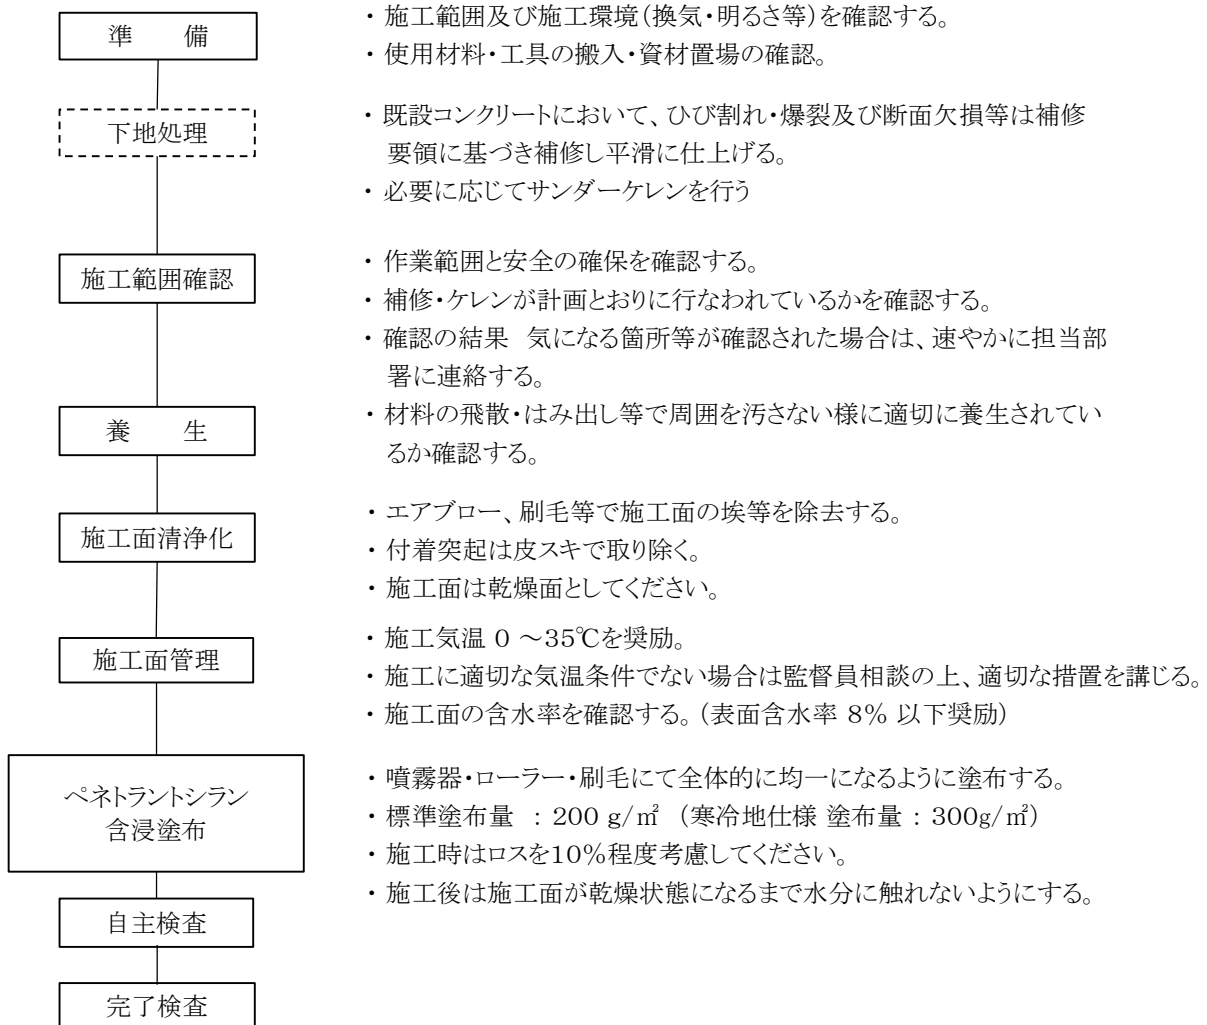 準　　備
・ 施工範囲及び施工環境(換気・明るさ等)を確認する。
・ 使用材料・工具の搬入・資材置場の確認。
下地処理
・ 既設コンクリートにおいて、ひび割れ・爆裂及び断面欠損等は補修
要領に基づき補修し平滑に仕上げる。
・ 必要に応じてサンダーケレンを行う
施工範囲確認
・ 作業範囲と安全の確保を確認する。
・ 補修・ケレンが計画とおりに行なわれているかを確認する。
・ 確認の結果　気になる箇所等が確認された場合は、速やかに担当部
署に連絡する。
養　　生
・ 材料の飛散・はみ出し等で周囲を汚さない様に適切に養生されてい
るか確認する。
施工面清浄化
・ エアブロー、刷毛等で施工面の埃等を除去する。
・ 付着突起は皮スキで取り除く。
・ 施工面は乾燥面としてください。
施工面管理
・ 施工気温 0 ～35℃を奨励。
・ 施工に適切な気温条件でない場合は監督員相談の上、適切な措置を講じる。
・ 施工面の含水率を確認する。(表面含水率 8% 以下奨励)
ペネトラントシラン
含浸塗布
・ 噴霧器・ローラー・刷毛にて全体的に均一になるように塗布する。
・ 標準塗布量 : 200 g/㎡ (寒冷地仕様 塗布量 : 300g/㎡)
・ 施工時はロスを10%程度考慮してください。
・ 施工後は施工面が乾燥状態になるまで水分に触れないようにする。
自主検査
完了検査